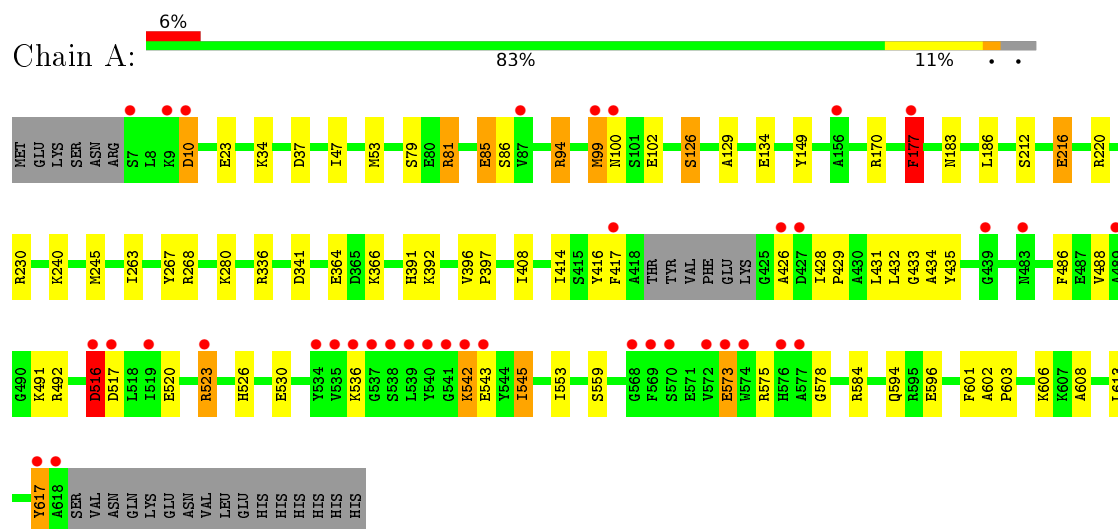 6%
Chain A:
83%
11%
MET GLU LYS SER ASN ARG S7 L8 K9 D10 E23 K34 D37 I47 M53 S79 E80 R81 E85 S86 V87 R94 M99 N100 S101 E102 S126 A129 E134 Y149 A156 R170 F177 N183 L186 S212 E216 R220
R230 K240 M245 I263 Y267 R268 K280 R336 D341 E364 D365 K366 H391 K392 V396 P397 I408 I414 S415 Y416 F417 A418 THR TYR VAL PHE GLU LYS G425 A426 D427 I428 P429 A430 L431 L432 G433 A434 Y435 G439 N483 F486 E487 V488 A489
G490 K491 R492 D516 D517 L518 I519 E520 R523 H526 E530 Y534 V535 K536 G537 S538 L539 Y540 G541 K542 E543 Y544 I545 I553 S559 G568 F569 S570 E571 V572 E573 W574 R575 H576 A577 G578 R584 Q594 R595 E596 F601 A602 P603 K606 K607 A608 L613
Y617 A618 SER VAL ASN GLN LYS GLU ASN VAL LEU GLU HIS HIS HIS HIS HIS HIS